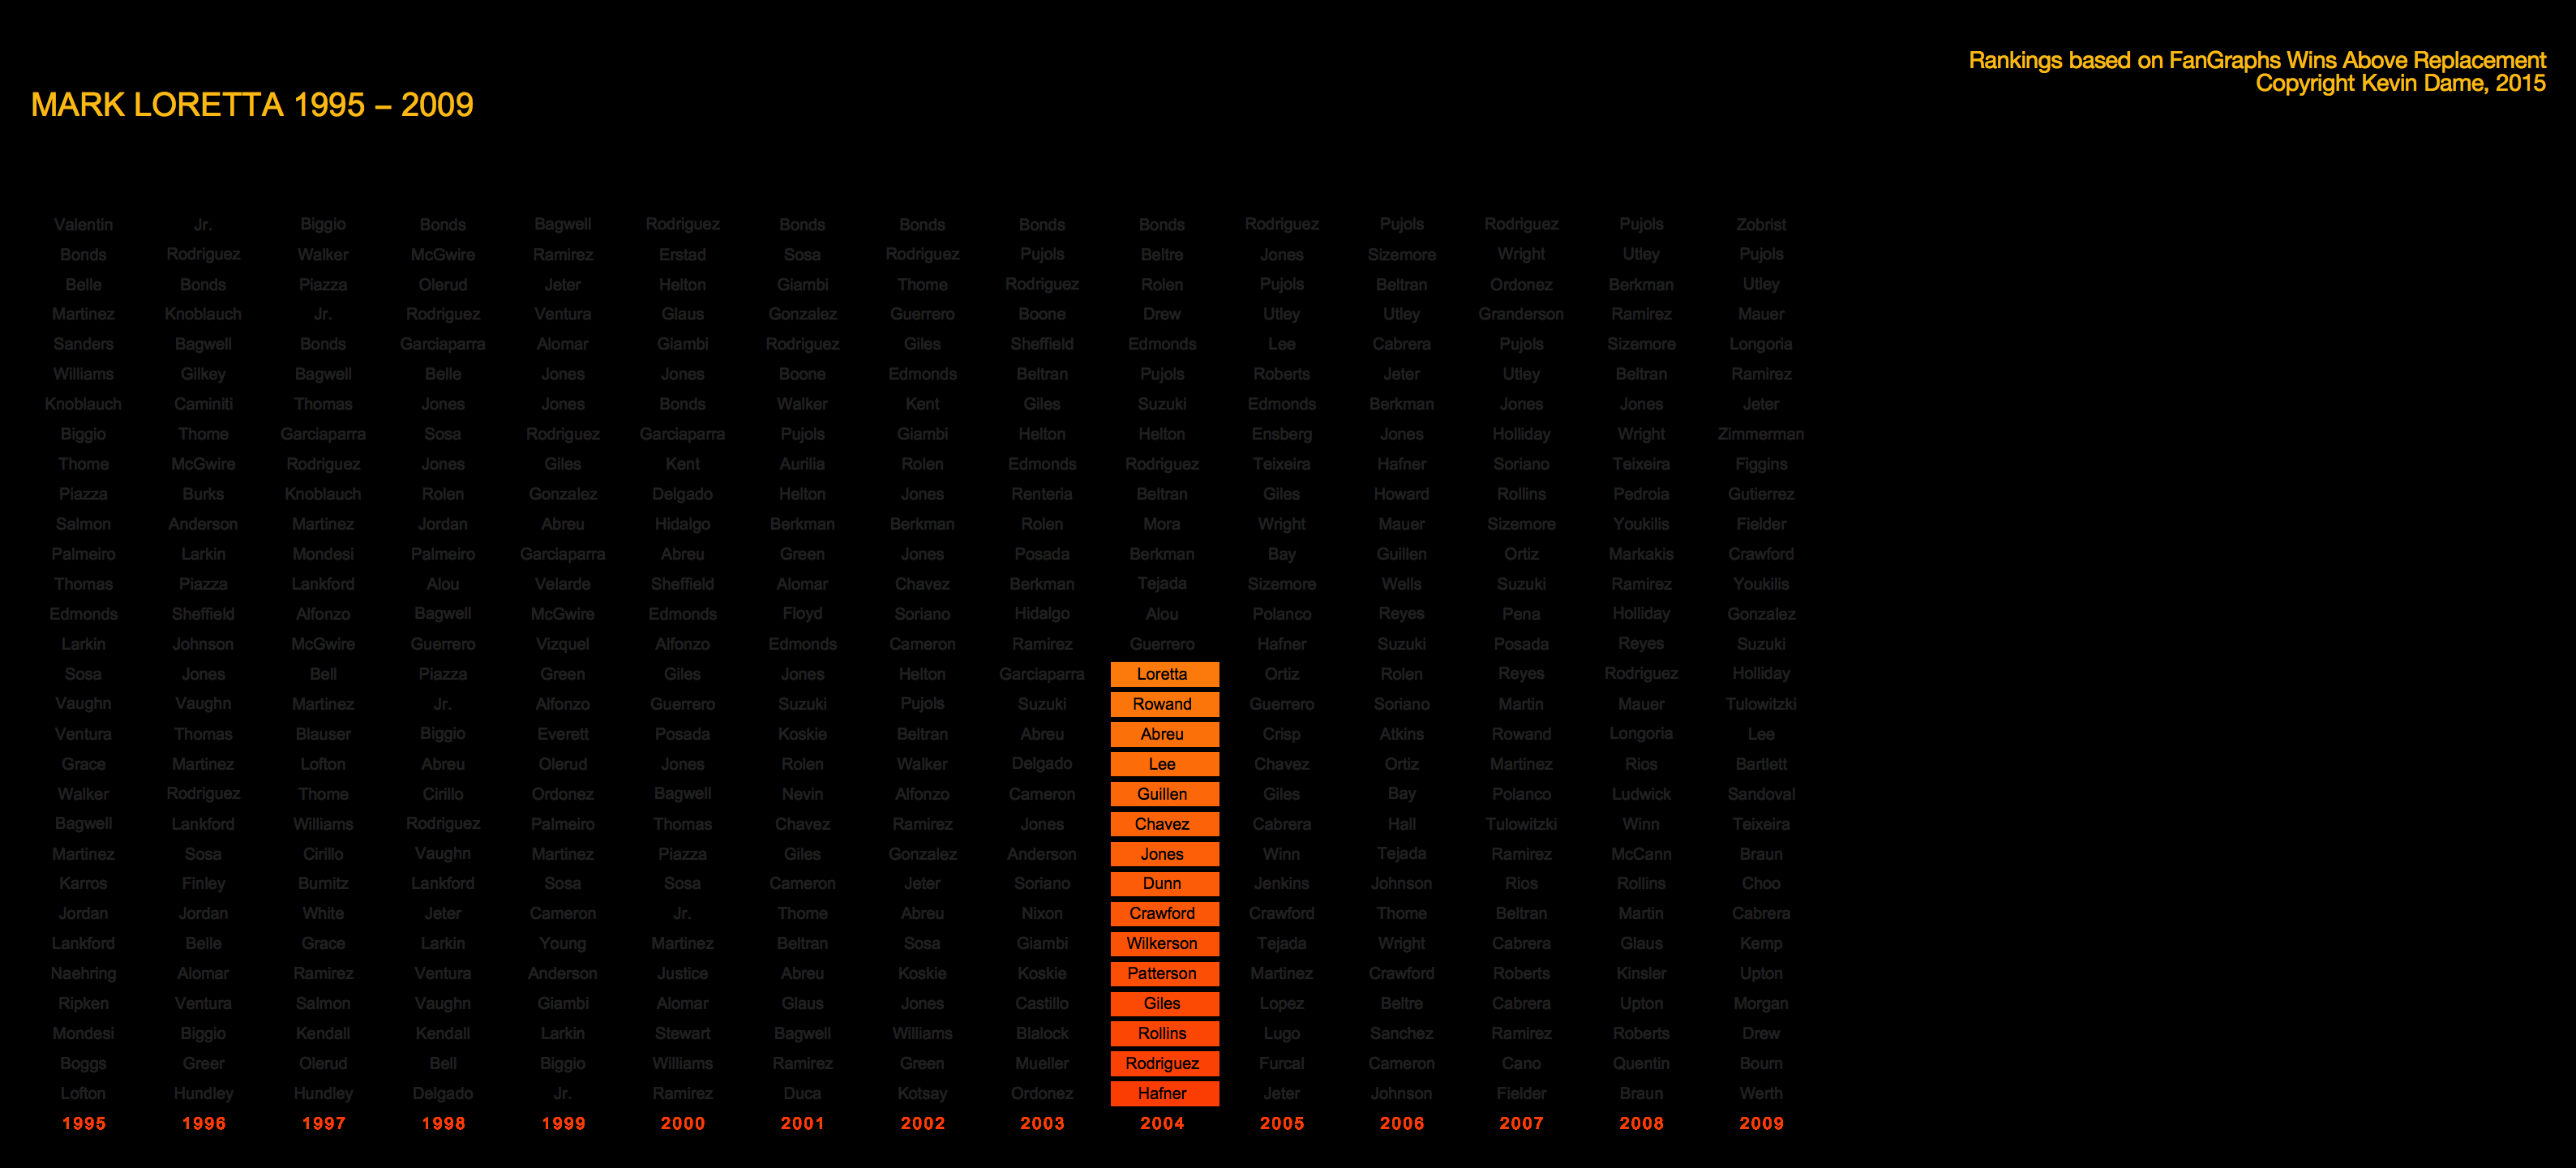 Rankings based on FanGraphs Wins Above Replacement
Copyright Kevin Dame, 2015
MARK LORETTA 1995 – 2009
Valentin Jr. Biggio Bonds Bagwell Rodriguez Bonds Bonds Bonds Bonds Rodriguez Pujols Rodriguez Pujols Zobrist
Bonds Rodriguez Walker McGwire Ramirez Erstad Sosa Rodriguez Pujols Beltre Jones Sizemore Wright Utley Pujols
Belle Bonds Piazza Olerud Jeter Helton Giambi Thome Rodriguez Rolen Pujols Beltran Ordonez Berkman Utley
Martinez Knoblauch Jr. Rodriguez Ventura Glaus Gonzalez Guerrero Boone Drew Utley Utley Granderson Ramirez Mauer
Sanders Bagwell Bonds Garciaparra Alomar Giambi Rodriguez Giles Sheffield Edmonds Lee Cabrera Pujols Sizemore Longoria
Williams Gilkey Bagwell Belle Jones Jones Boone Edmonds Beltran Pujols Roberts Jeter Utley Beltran Ramirez
Knoblauch Caminiti Thomas Jones Jones Bonds Walker Kent Giles Suzuki Edmonds Berkman Jones Jones Jeter
Biggio Thome Garciaparra Sosa Rodriguez Garciaparra Pujols Giambi Helton Helton Ensberg Jones Holliday Wright Zimmerman
Thome McGwire Rodriguez Jones Giles Kent Aurilia Rolen Edmonds Rodriguez Teixeira Hafner Soriano Teixeira Figgins
Piazza Burks Knoblauch Rolen Gonzalez Delgado Helton Jones Renteria Beltran Giles Howard Rollins Pedroia Gutierrez
Salmon Anderson Martinez Jordan Abreu Hidalgo Berkman Berkman Rolen Mora Wright Mauer Sizemore Youkilis Fielder
Palmeiro Larkin Mondesi Palmeiro Garciaparra Abreu Green Jones Posada Berkman Bay Guillen Ortiz Markakis Crawford
Thomas Piazza Lankford Alou Velarde Sheffield Alomar Chavez Berkman Tejada Sizemore Wells Suzuki Ramirez Youkilis
Edmonds Sheffield Alfonzo Bagwell McGwire Edmonds Floyd Soriano Hidalgo Alou Polanco Reyes Pena Holliday Gonzalez
Larkin Johnson McGwire Guerrero Vizquel Alfonzo Edmonds Cameron Ramirez Guerrero Hafner Suzuki Posada Reyes Suzuki
Sosa Jones Bell Piazza Green Giles Jones Helton Garciaparra Loretta Ortiz Rolen Reyes Rodriguez Holliday
Vaughn Vaughn Martinez Jr. Alfonzo Guerrero Suzuki Pujols Suzuki Rowand Guerrero Soriano Martin Mauer Tulowitzki
Ventura Thomas Blauser Biggio Everett Posada Koskie Beltran Abreu Abreu Crisp Atkins Rowand Longoria Lee
Grace Martinez Lofton Abreu Olerud Jones Rolen Walker Delgado Lee Chavez Ortiz Martinez Rios Bartlett
Walker Rodriguez Thome Cirillo Ordonez Bagwell Nevin Alfonzo Cameron Guillen Giles Bay Polanco Ludwick Sandoval
Bagwell Lankford Williams Rodriguez Palmeiro Thomas Chavez Ramirez Jones Chavez Cabrera Hall Tulowitzki Winn Teixeira
Martinez Sosa Cirillo Vaughn Martinez Piazza Giles Gonzalez Anderson Jones Winn Tejada Ramirez McCann Braun
Karros Finley Burnitz Lankford Sosa Sosa Cameron Jeter Soriano Dunn Jenkins Johnson Rios Rollins Choo
Jordan Jordan White Jeter Cameron Jr. Thome Abreu Nixon Crawford Crawford Thome Beltran Martin Cabrera
Lankford Belle Grace Larkin Young Martinez Beltran Sosa Giambi Wilkerson Tejada Wright Cabrera Glaus Kemp
Naehring Alomar Ramirez Ventura Anderson Justice Abreu Koskie Koskie Patterson Martinez Crawford Roberts Kinsler Upton
Ripken Ventura Salmon Vaughn Giambi Alomar Glaus Jones Castillo Giles Lopez Beltre Cabrera Upton Morgan
Mondesi Biggio Kendall Kendall Larkin Stewart Bagwell Williams Blalock Rollins Lugo Sanchez Ramirez Roberts Drew
Boggs Greer Olerud Bell Biggio Williams Ramirez Green Mueller Rodriguez Furcal Cameron Cano Quentin Bourn
Lofton Hundley Hundley Delgado Jr. Ramirez Duca Kotsay Ordonez Hafner Jeter Johnson Fielder Braun Werth
1995 1996 1997 1998 1999 2000 2001 2002 2003 2004 2005 2006 2007 2008 2009